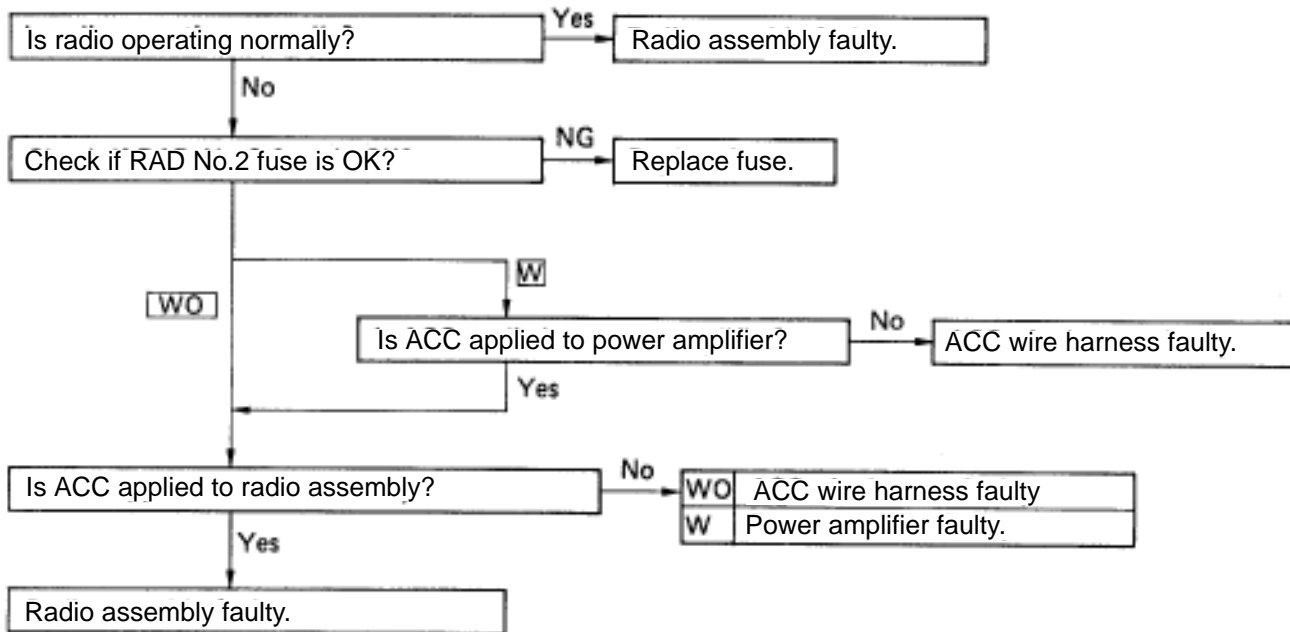 Is radio operating normally?
Yes
Radio assembly faulty.
No
Check if RAD No.2 fuse is OK?
NG
Replace fuse.
W
WO
Is ACC applied to power amplifier?
No
ACC wire harness faulty.
Yes
Is ACC applied to radio assembly?
No
WO ACC wire harness faulty
W Power amplifier faulty.
Yes
Radio assembly faulty.